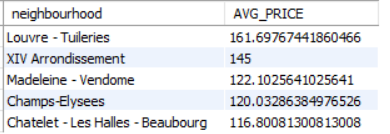 neighbourhood AVG_PRICE
Louvre - Tuileries 161.69767441860466
XIV Arrondissement 145
Madeleine - Vendome 122.1025641025641
Champs-Elysees 120.03286384976526
Chatelet - Les Halles - Beaubourg 116.80081300813008